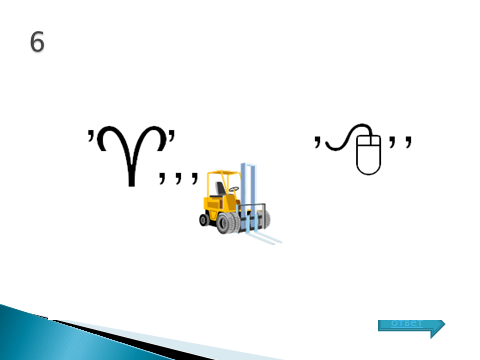 6
’ ’ , , ,
, , ,
ответ